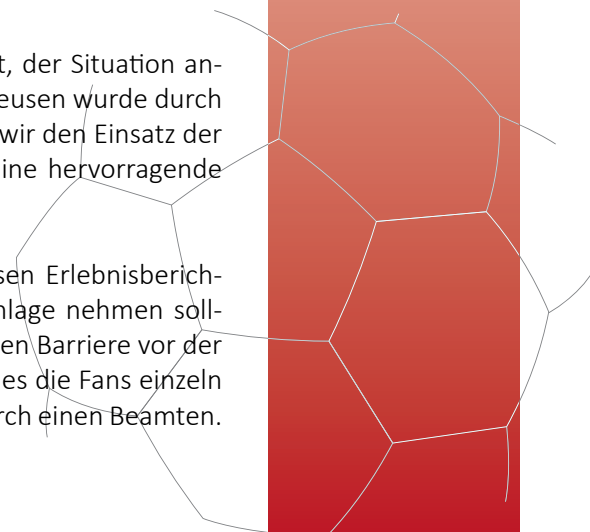 t, der Situation an-
eusen wurde durch
wir den Einsatz der
ine hervorragende
sen Erlebnisberich-
nlage nehmen soll-
en Barriere vor der
es die Fans einzeln
rch einen Beamten.